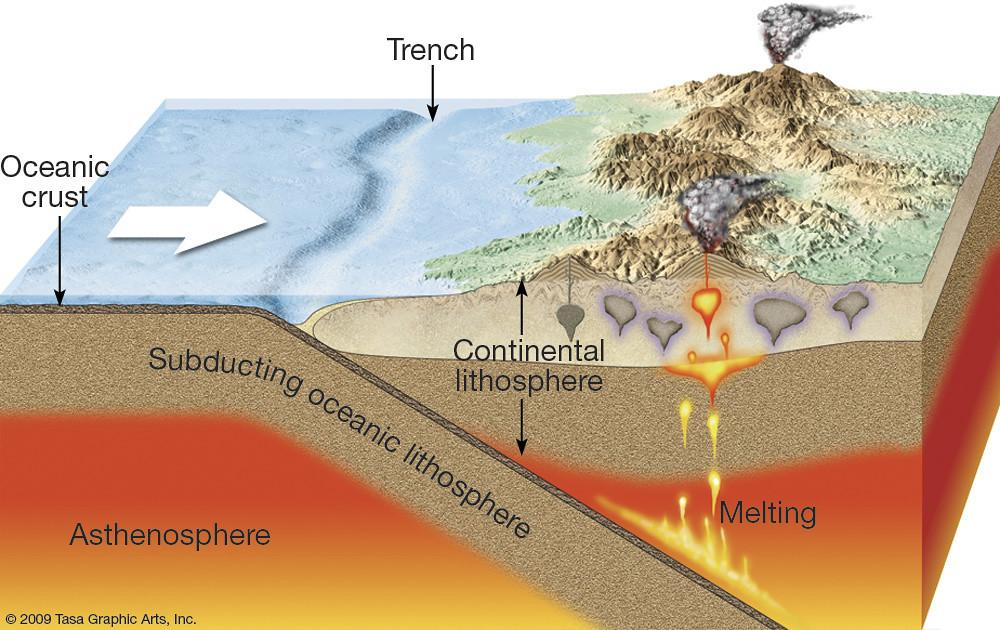 Trench
Oceanic
crust
Continental
lithosphere
Subducting oceanic lithosphere
Melting
Asthenosphere
© 2009 Tasa Graphic Arts, Inc.